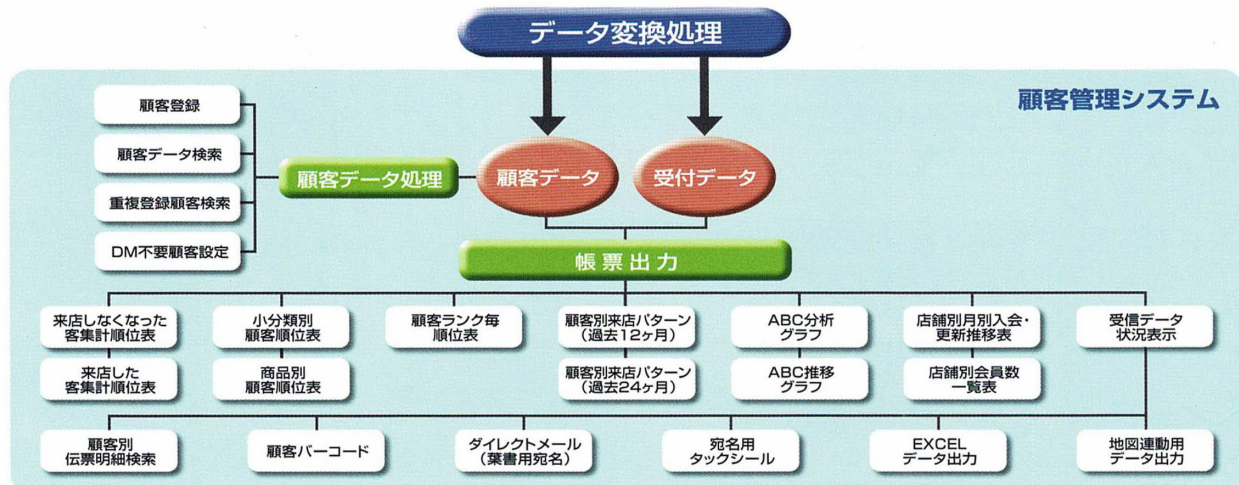 データ変換処理
顧客管理システム
顧客登録
顧客データ検索
重複登録顧客検索
DM不要顧客設定
顧客データ処理
顧客データ
受付データ
帳票出力
来店しなくなった
客集計順位表
小分類別
顧客順位表
顧客ランク毎
順位表
顧客別来店パターン
(過去12ヶ月)
ABC分析
グラフ
店舗別月別入会・
更新推移表
受信データ
状況表示
来店した
客集計順位表
商品別
顧客順位表
顧客別来店パターン
(過去24ヶ月)
ABC推移
グラフ
店舗別会員数
一覧表
顧客別
伝票明細検索
顧客バーコード
ダイレクトメール
(葉書用宛名)
宛名用
タックシール
EXCEL
データ出力
地図連動用
データ出力